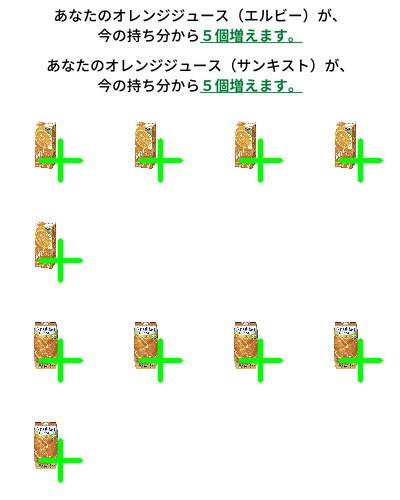 あなたのオレンジジュース（エルビー）が、
今の持ち分から５個増えます。
あなたのオレンジジュース（サンキスト）が、
今の持ち分から５個増えます。